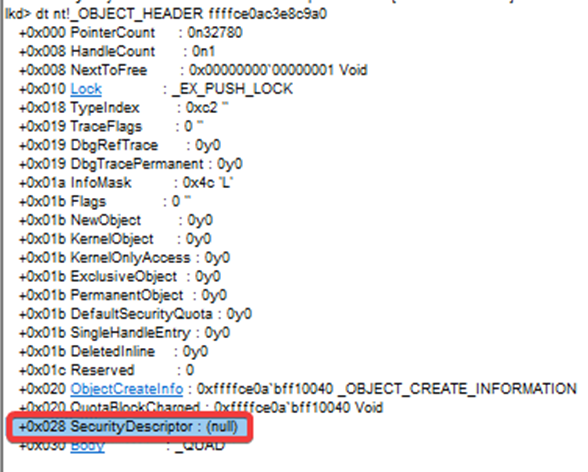 lkd> dt nt!_OBJECT_HEADER ffffce0ac3e8c9a0
+0x000 PointerCount : 0n32780
+0x008 HandleCount : 0n1
+0x008 NextToFree : 0x00000000`00000001 Void
+0x010 Lock : _EX_PUSH_LOCK
+0x018 TypeIndex : 0xc2 ''
+0x019 TraceFlags : 0 ''
+0x019 DbgRefTrace : 0y0
+0x019 DbgTracePermanent : 0y0
+0x01a InfoMask : 0x4c 'L'
+0x01b Flags : 0 ''
+0x01b NewObject : 0y0
+0x01b KernelObject : 0y0
+0x01b KernelOnlyAccess : 0y0
+0x01b ExclusiveObject : 0y0
+0x01b PermanentObject : 0y0
+0x01b DefaultSecurityQuota : 0y0
+0x01b SingleHandleEntry : 0y0
+0x01b DeletedInline : 0y0
+0x01c Reserved : 0
+0x020 ObjectCreateInfo : 0xffffce0a`bff10040 _OBJECT_CREATE_INFORMATION
+0x020 QuotaBlockCharged : 0xffffce0a`bff10040 Void
+0x028 SecurityDescriptor : (null)
+0x030 Body : _QUAD